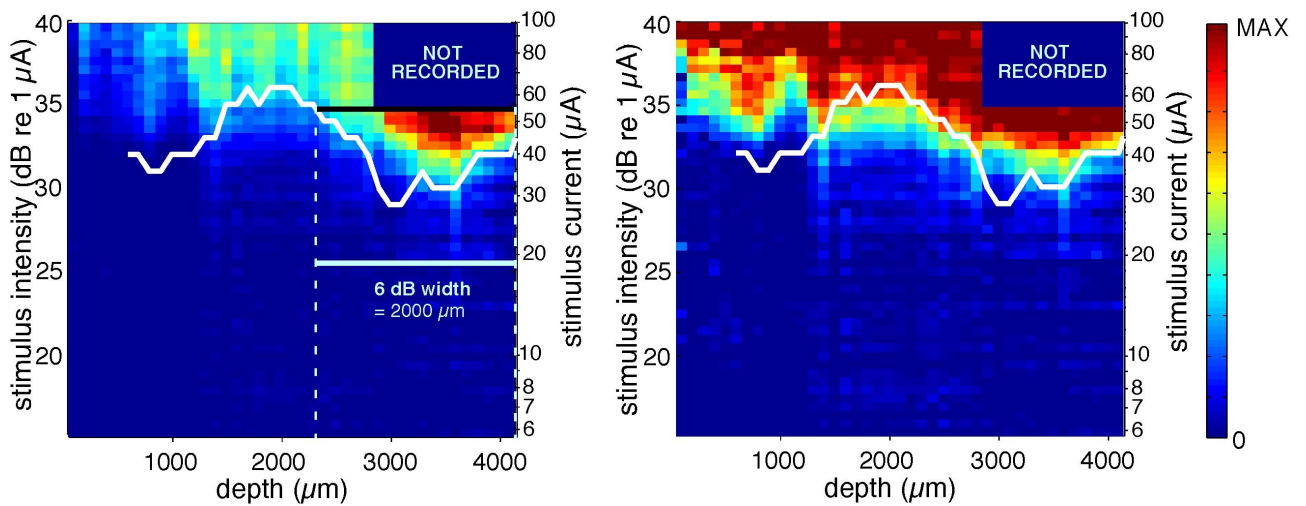 40
35
30
25
20
stimulus intensity (dB re 1 µA)
NOT
RECORDED
6 dB width
= 2000 µm
100
80
60
50
40
30
20
10
8
7
6
stimulus current (µA)
1000 2000 3000 4000
depth (µm)
40
35
30
25
20
stimulus intensity (dB re 1 µA)
NOT
RECORDED
100
80
60
50
40
30
20
10
8
7
6
stimulus current (µA)
1000 2000 3000 4000
depth (µm)
MAX
0